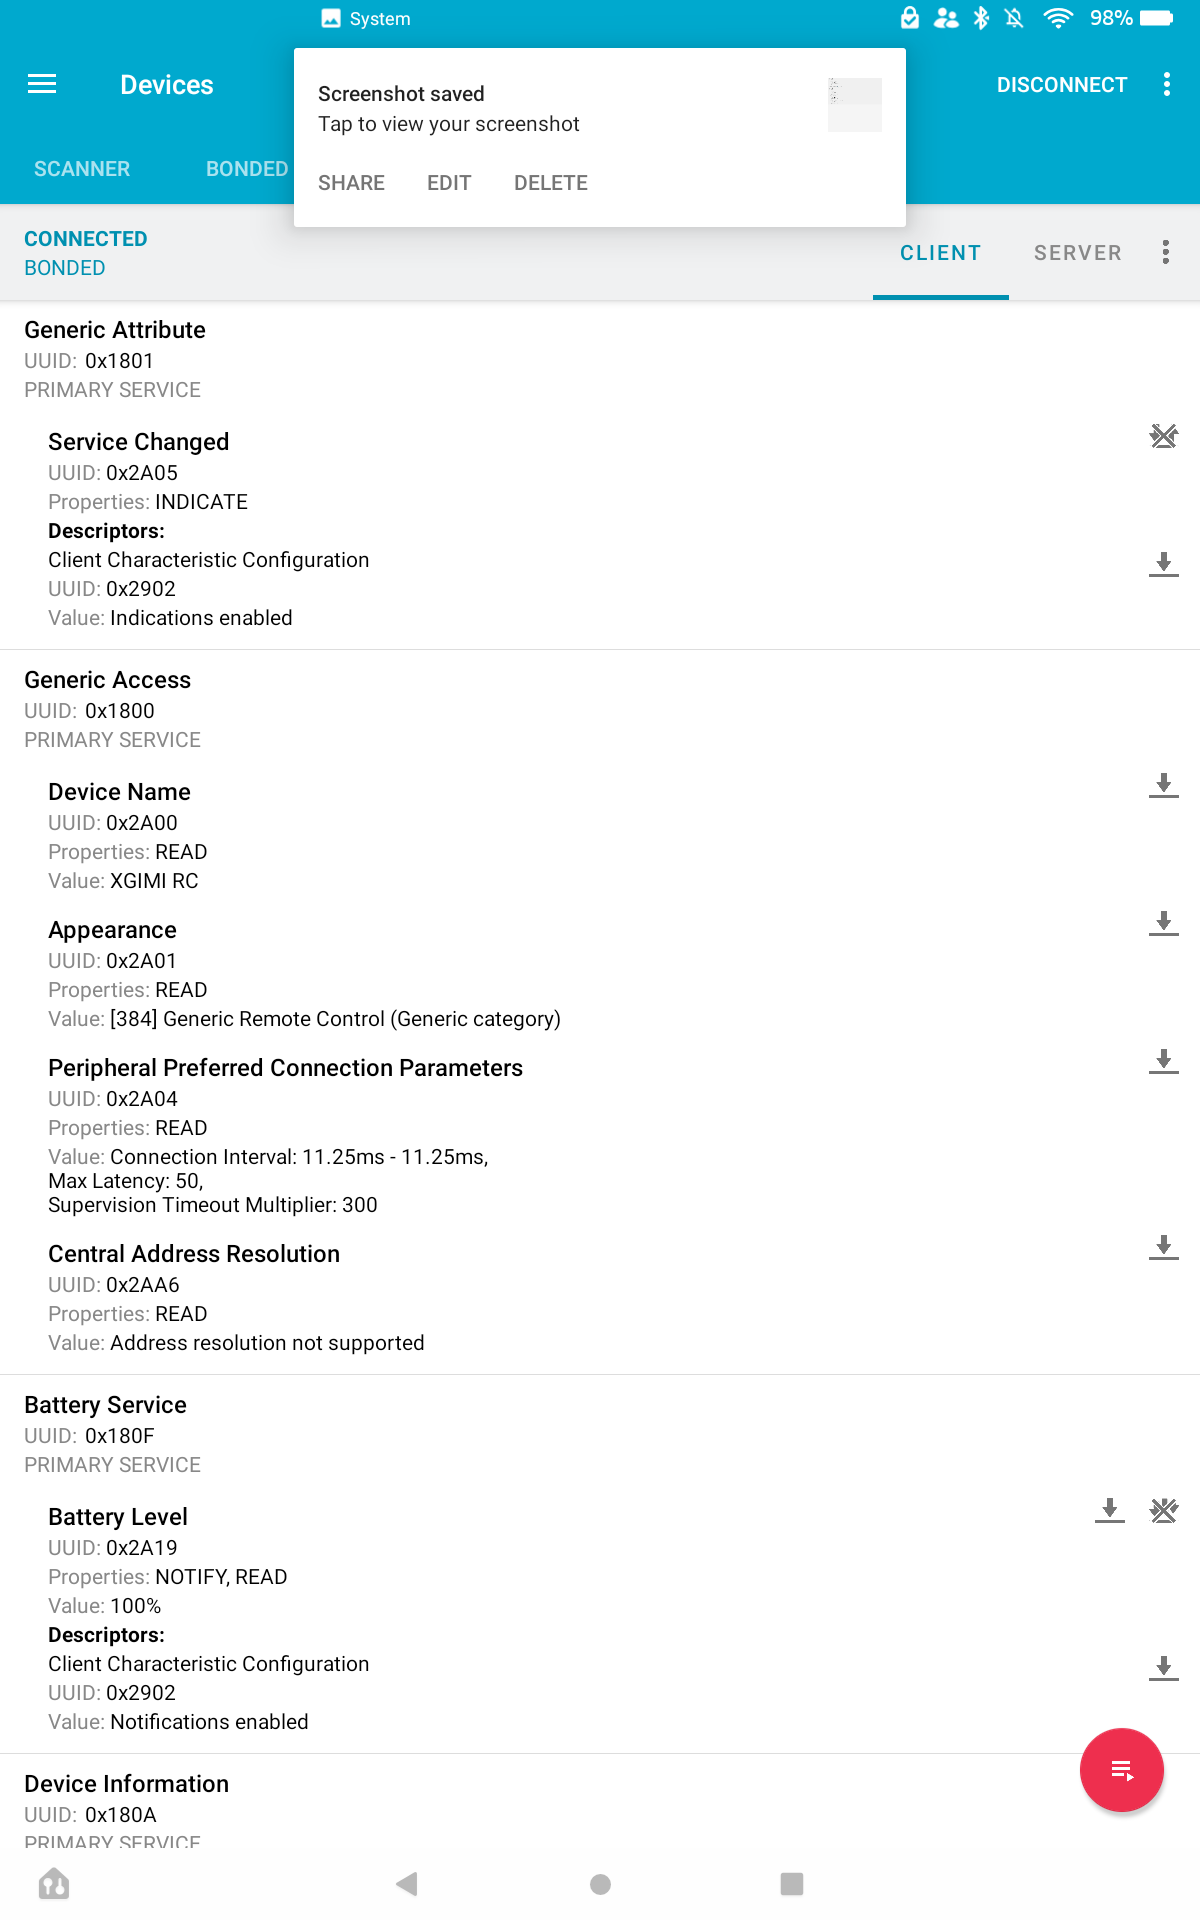 System
98%
Devices
DISCONNECT
Screenshot saved
Tap to view your screenshot
SHARE EDIT DELETE
SCANNER BONDED
CONNECTED
BONDED
CLIENT SERVER
Generic Attribute
UUID: 0x1801
PRIMARY SERVICE
Service Changed
UUID: 0x2A05
Properties: INDICATE
Descriptors:
Client Characteristic Configuration
UUID: 0x2902
Value: Indications enabled
Generic Access
UUID: 0x1800
PRIMARY SERVICE
Device Name
UUID: 0x2A00
Properties: READ
Value: XGIMI RC
Appearance
UUID: 0x2A01
Properties: READ
Value: [384] Generic Remote Control (Generic category)
Peripheral Preferred Connection Parameters
UUID: 0x2A04
Properties: READ
Value: Connection Interval: 11.25ms - 11.25ms,
Max Latency: 50,
Supervision Timeout Multiplier: 300
Central Address Resolution
UUID: 0x2AA6
Properties: READ
Value: Address resolution not supported
Battery Service
UUID: 0x180F
PRIMARY SERVICE
Battery Level
UUID: 0x2A19
Properties: NOTIFY, READ
Value: 100%
Descriptors:
Client Characteristic Configuration
UUID: 0x2902
Value: Notifications enabled
Device Information
UUID: 0x180A
PRIMARY SERVICE